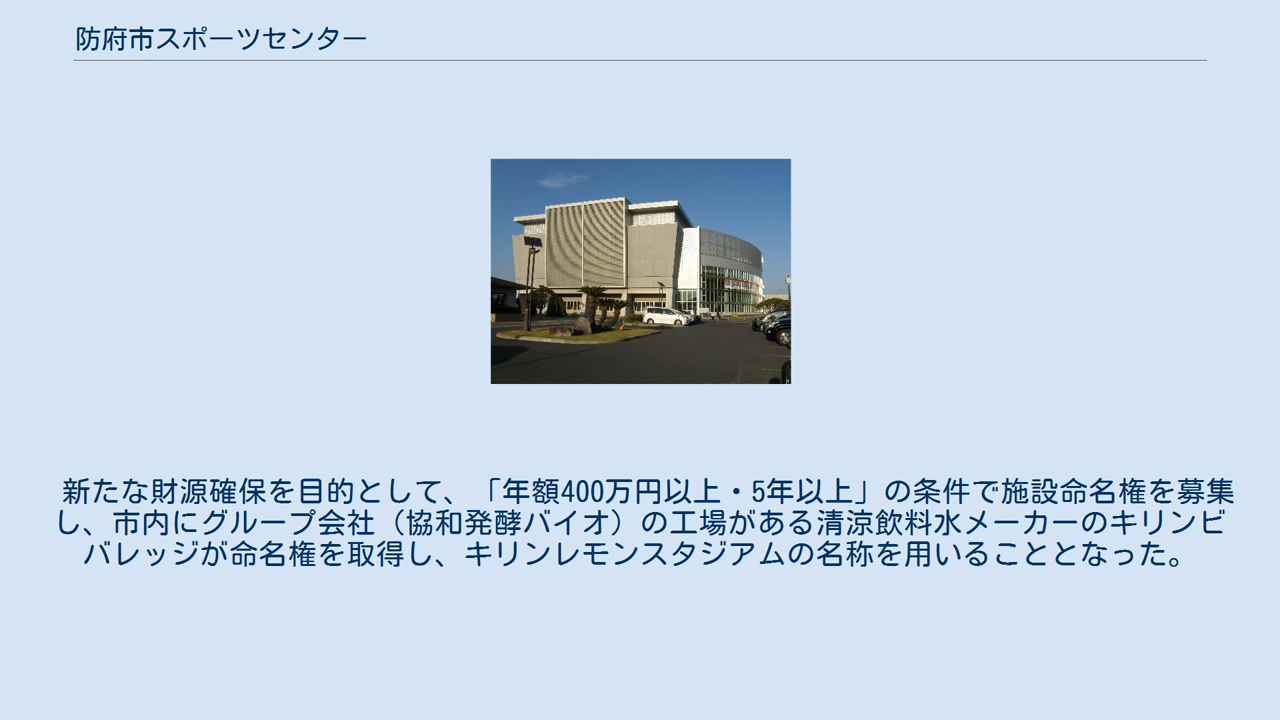 防府市スポーツセンター
新たな財源確保を目的として、「年額400万円以上・5年以上」の条件で施設命名権を募集
し、市内にグループ会社（協和発酵バイオ）の工場がある清涼飲料水メーカーのキリンビ
バレッジが命名権を取得し、キリンレモンスタジアムの名称を用いることとなった。